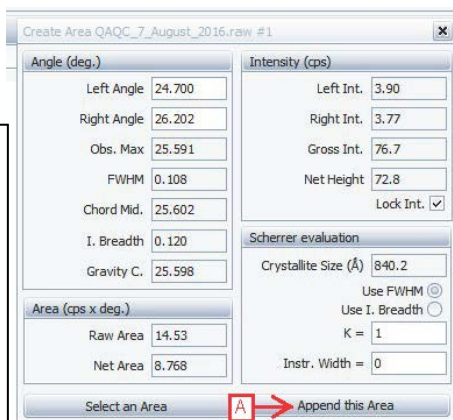 Create Area QAQC_7_August_2016.raw #1
Angle (deg.)
Left Angle 24.700
Right Angle 26.202
Obs. Max 25.591
FWHM 0.108
Chord Mid. 25.602
I. Breadth 0.120
Gravity C. 25.598
Area (cps x deg.)
Raw Area 14.53
Net Area 8.768
Select an Area
Intensity (cps)
Left Int. 3.90
Right Int. 3.77
Gross Int. 76.7
Net Height 72.8
Lock Int.
Scherrer evaluation
Crystallite Size (Å) 840.2
Use FWHM
Use I. Breadth
K = 1
Instr. Width = 0
A Append this Area